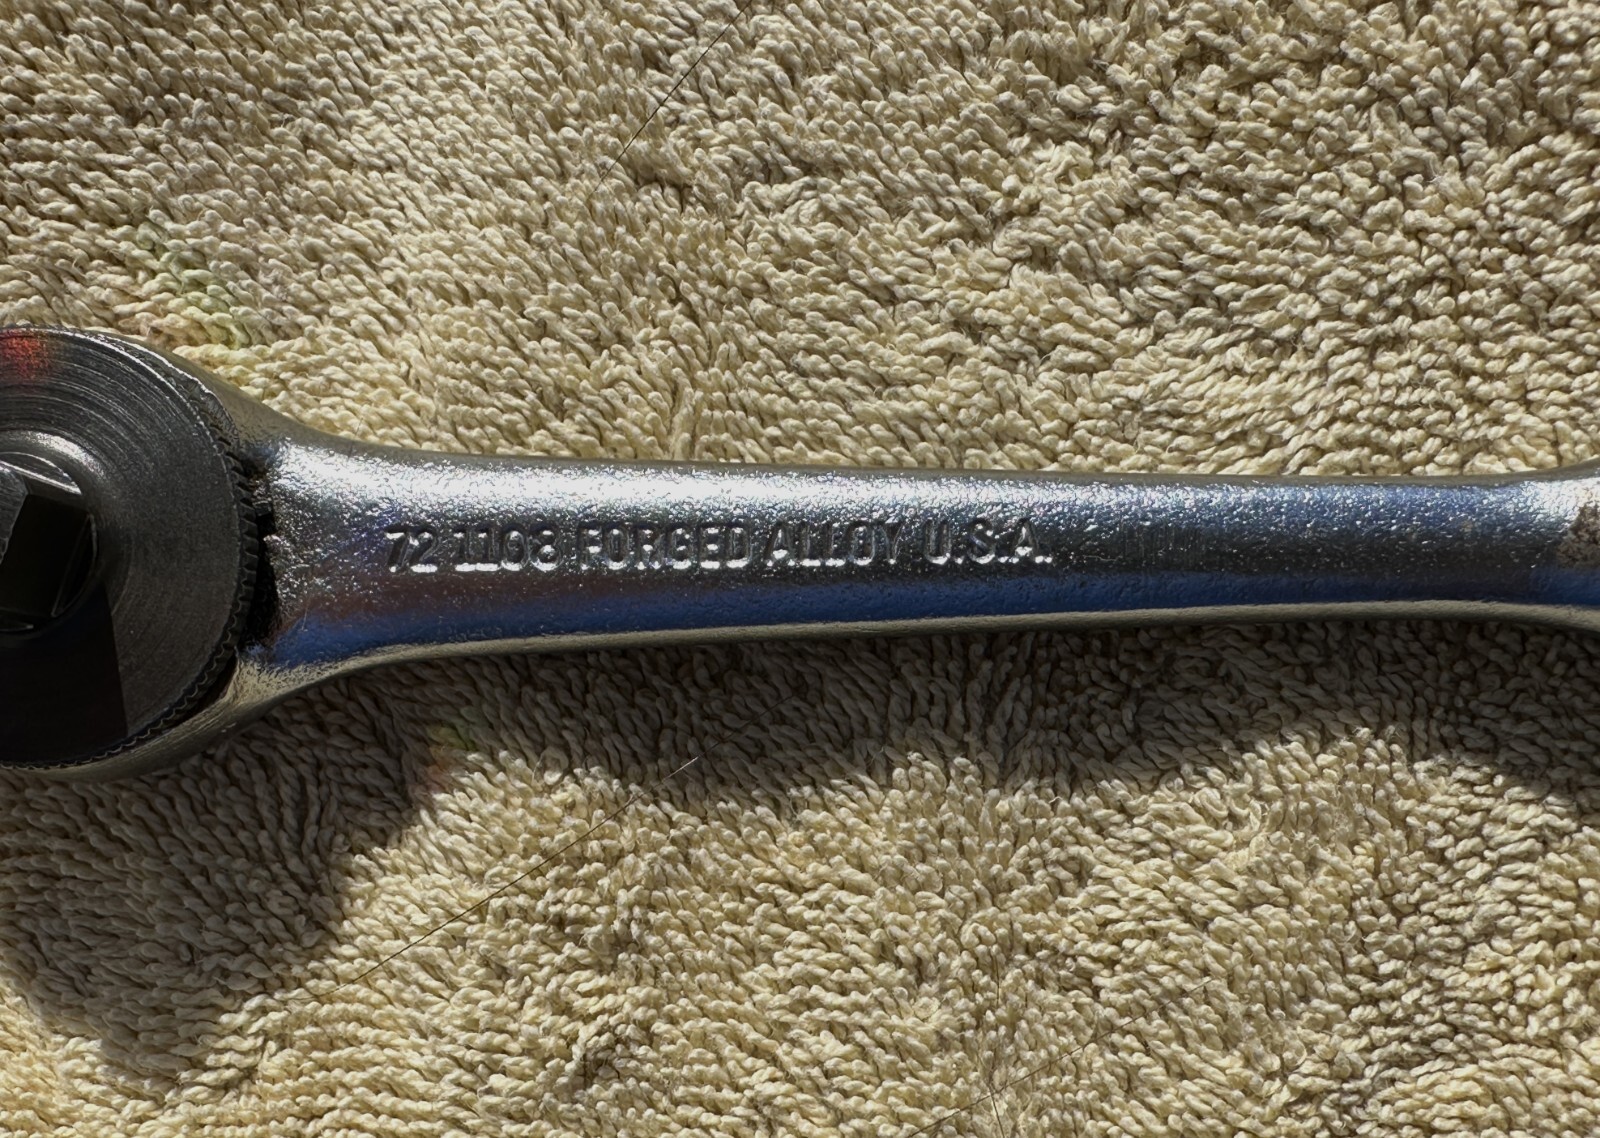 72 1108 FORGED ALLOY U.S.A.